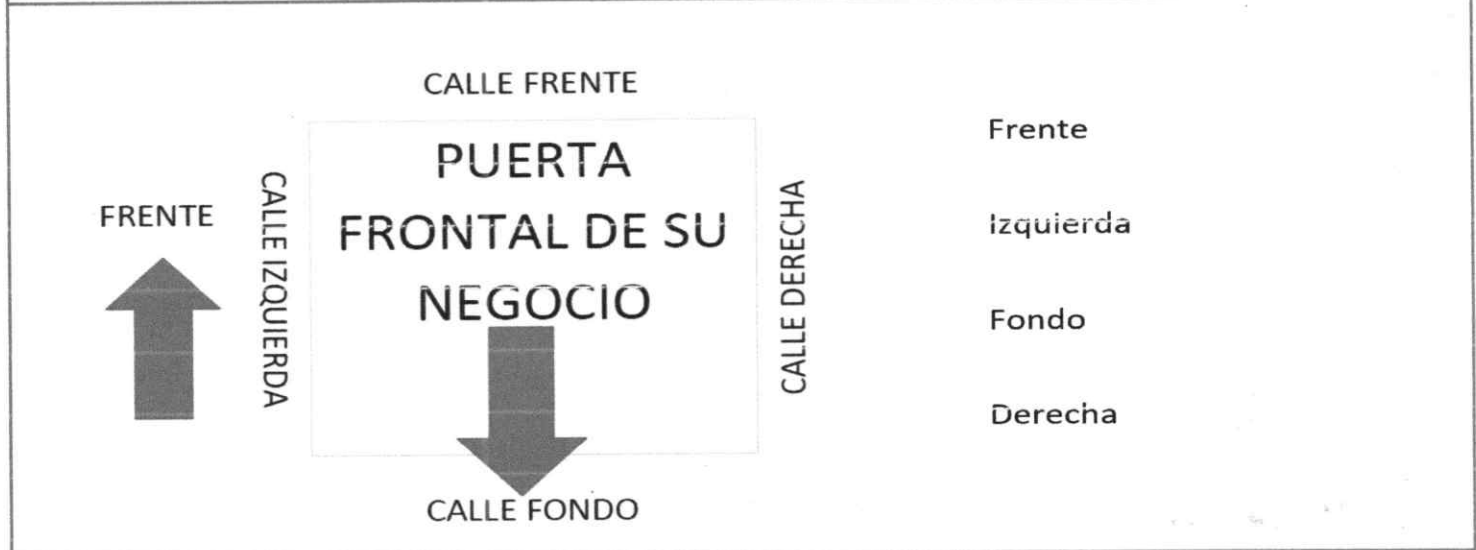 CALLE FRENTE
PUERTA
FRONTAL DE SU
NEGOCIO
FRENTE
CALLE IZQUIERDA
CALLE DERECHA
CALLE FONDO
Frente
Izquierda
Fondo
Derecha